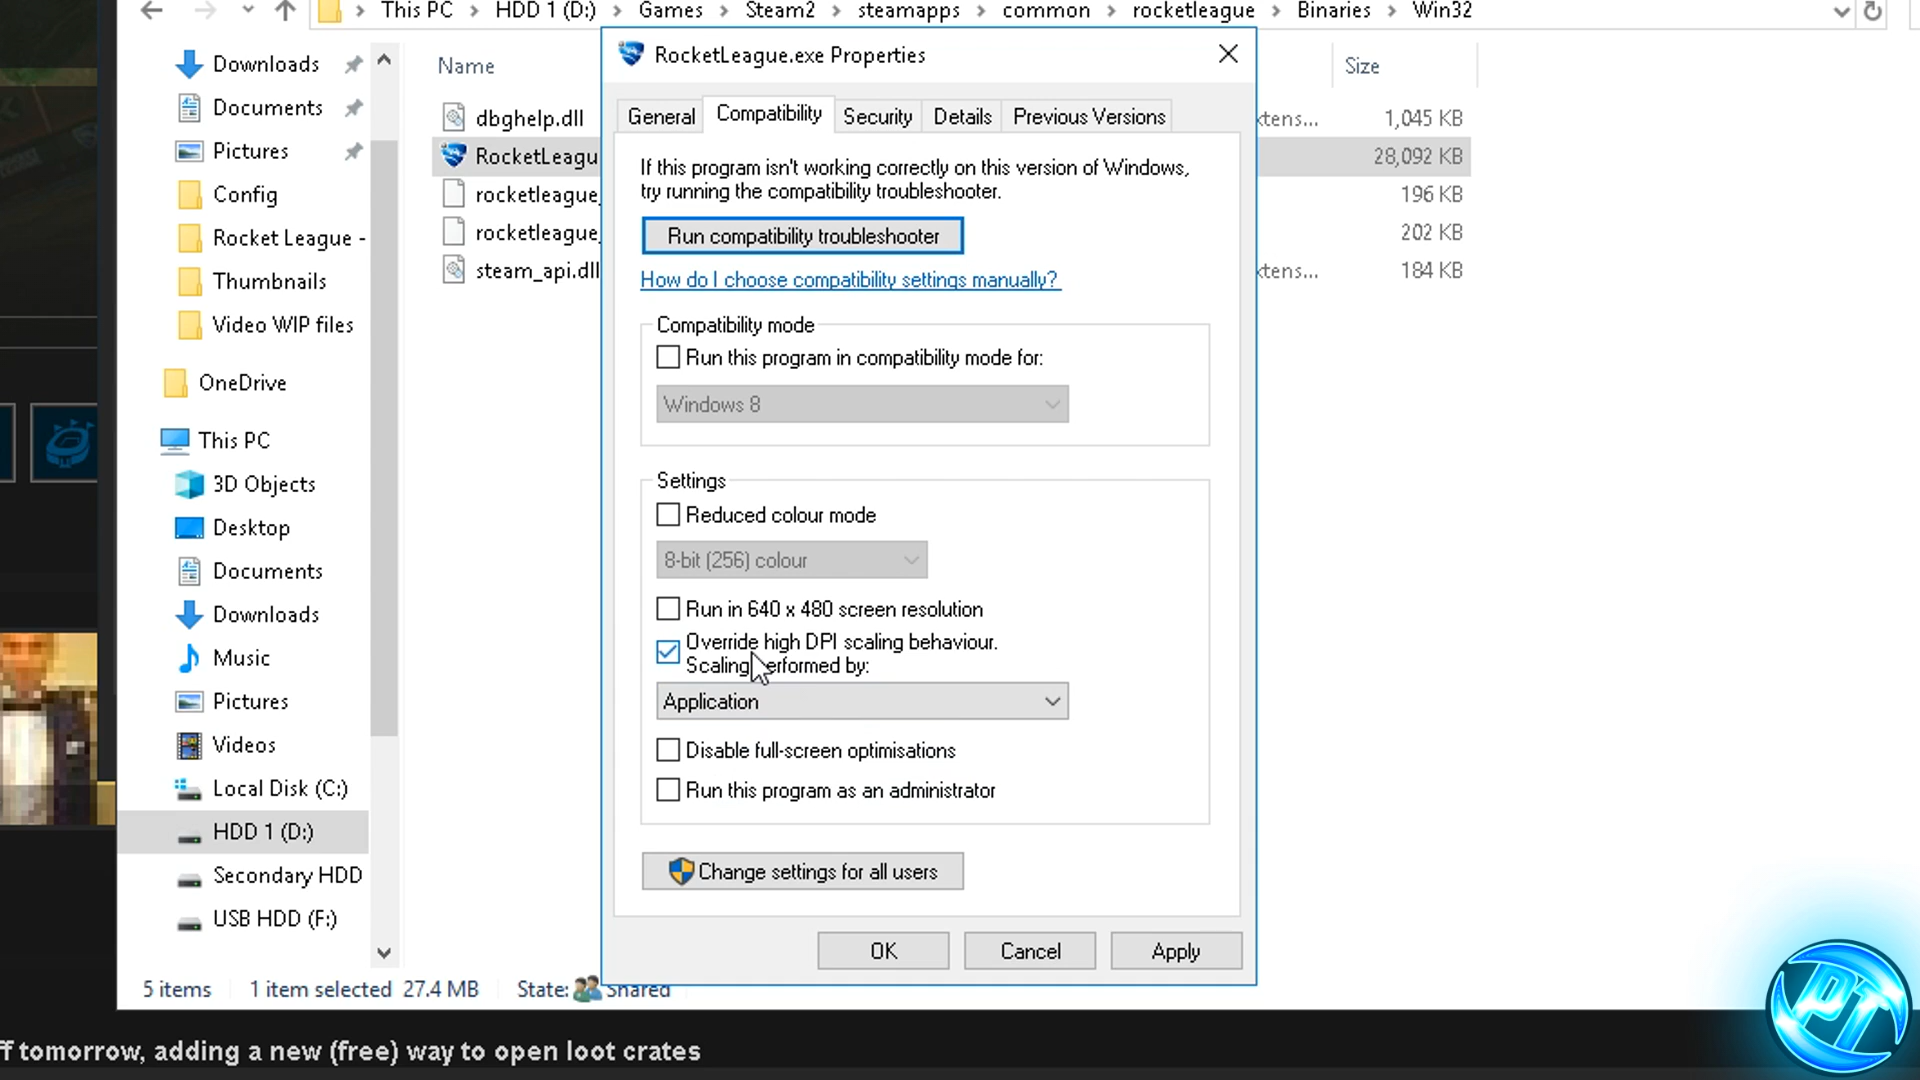 This PC > HDD 1 (D:) > Games > Steam2 > steamapps > common > rocketleague > Binaries > Win32
Downloads
Documents
Pictures
Config
Rocket League -
Thumbnails
Video WIP files
OneDrive
This PC
3D Objects
Desktop
Documents
Downloads
Music
Pictures
Videos
Local Disk (C:)
HDD 1 (D:)
Secondary HDD
USB HDD (F:)
Name
Size
dbghelp.dll
xtens...
1,045 KB
RocketLeagu
28,092 KB
rocketleague_
196 KB
rocketleague_
202 KB
steam_api.dll
xtens...
184 KB
RocketLeague.exe Properties
General
Compatibility
Security
Details
Previous Versions
If this program isn't working correctly on this version of Windows,
try running the compatibility troubleshooter.
Run compatibility troubleshooter
How do I choose compatibility settings manually?
Compatibility mode
Run this program in compatibility mode for:
Windows 8
Settings
Reduced colour mode
8-bit (256) colour
Run in 640 x 480 screen resolution
Override high DPI scaling behaviour.
Scaling performed by:
Application
Disable full-screen optimisations
Run this program as an administrator
Change settings for all users
OK
Cancel
Apply
5 items
1 item selected 27.4 MB
State: Shared
ff tomorrow, adding a new (free) way to open loot crates
PT